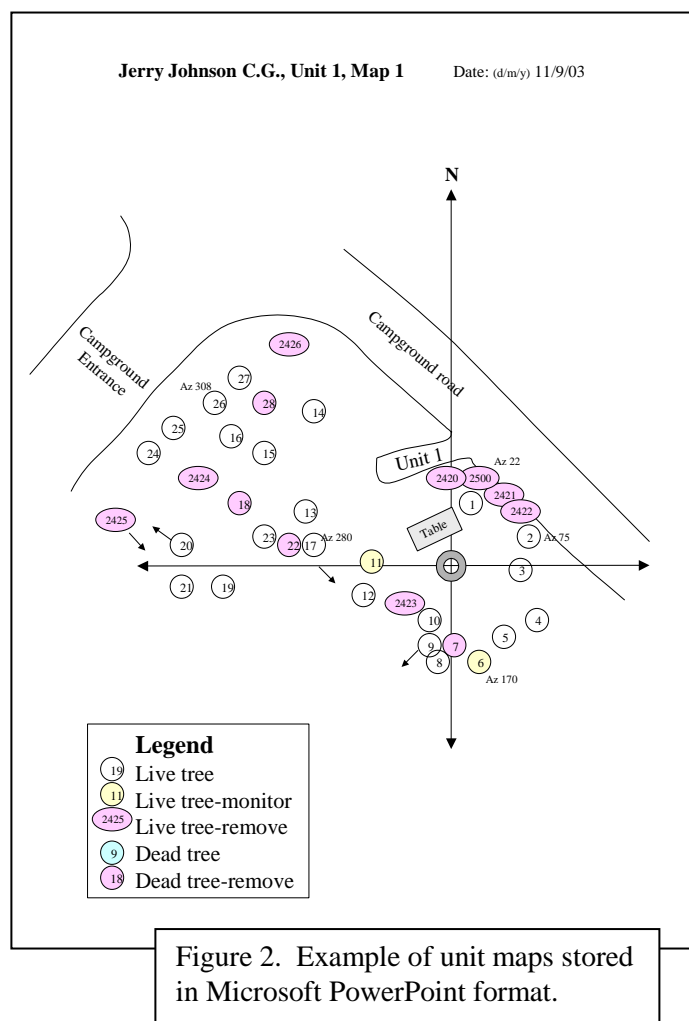 Jerry Johnson C.G., Unit 1, Map 1 Date: (d/m/y) 11/9/03
N
Campground
Entrance
Campground road
2426
27
Az 308
26
28
14
25
16
24
15
Unit 1
Az 22
2424
2420
2500
2421
18
1
2422
13
2425
Table
20
23
22
17
Az 280
2
Az 75
11
3
21
19
12
2423
10
4
5
9
7
8
6
Az 170
Legend
19 Live tree
11 Live tree-monitor
2425 Live tree-remove
9 Dead tree
18 Dead tree-remove
Figure 2. Example of unit maps stored
in Microsoft PowerPoint format.